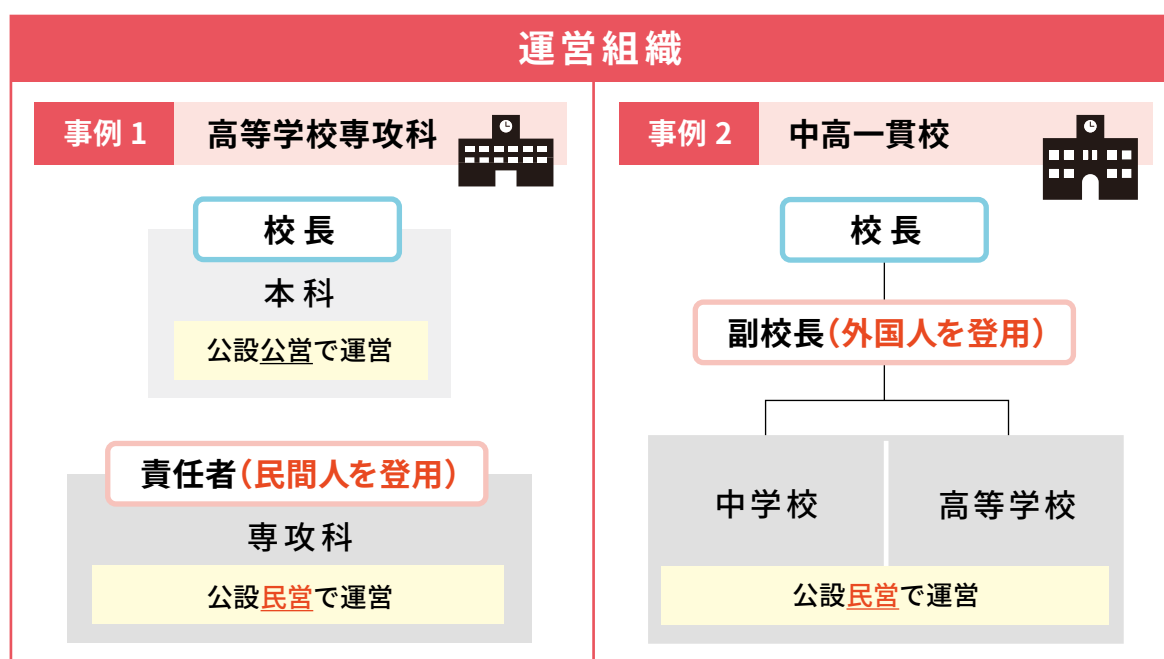 運営組織
事例 1
高等学校専攻科
校長
本科
公設公営で運営
責任者(民間人を登用)
専攻科
公設民営で運営
事例 2
中高一貫校
校長
副校長(外国人を登用)
中学校
高等学校
公設民営で運営